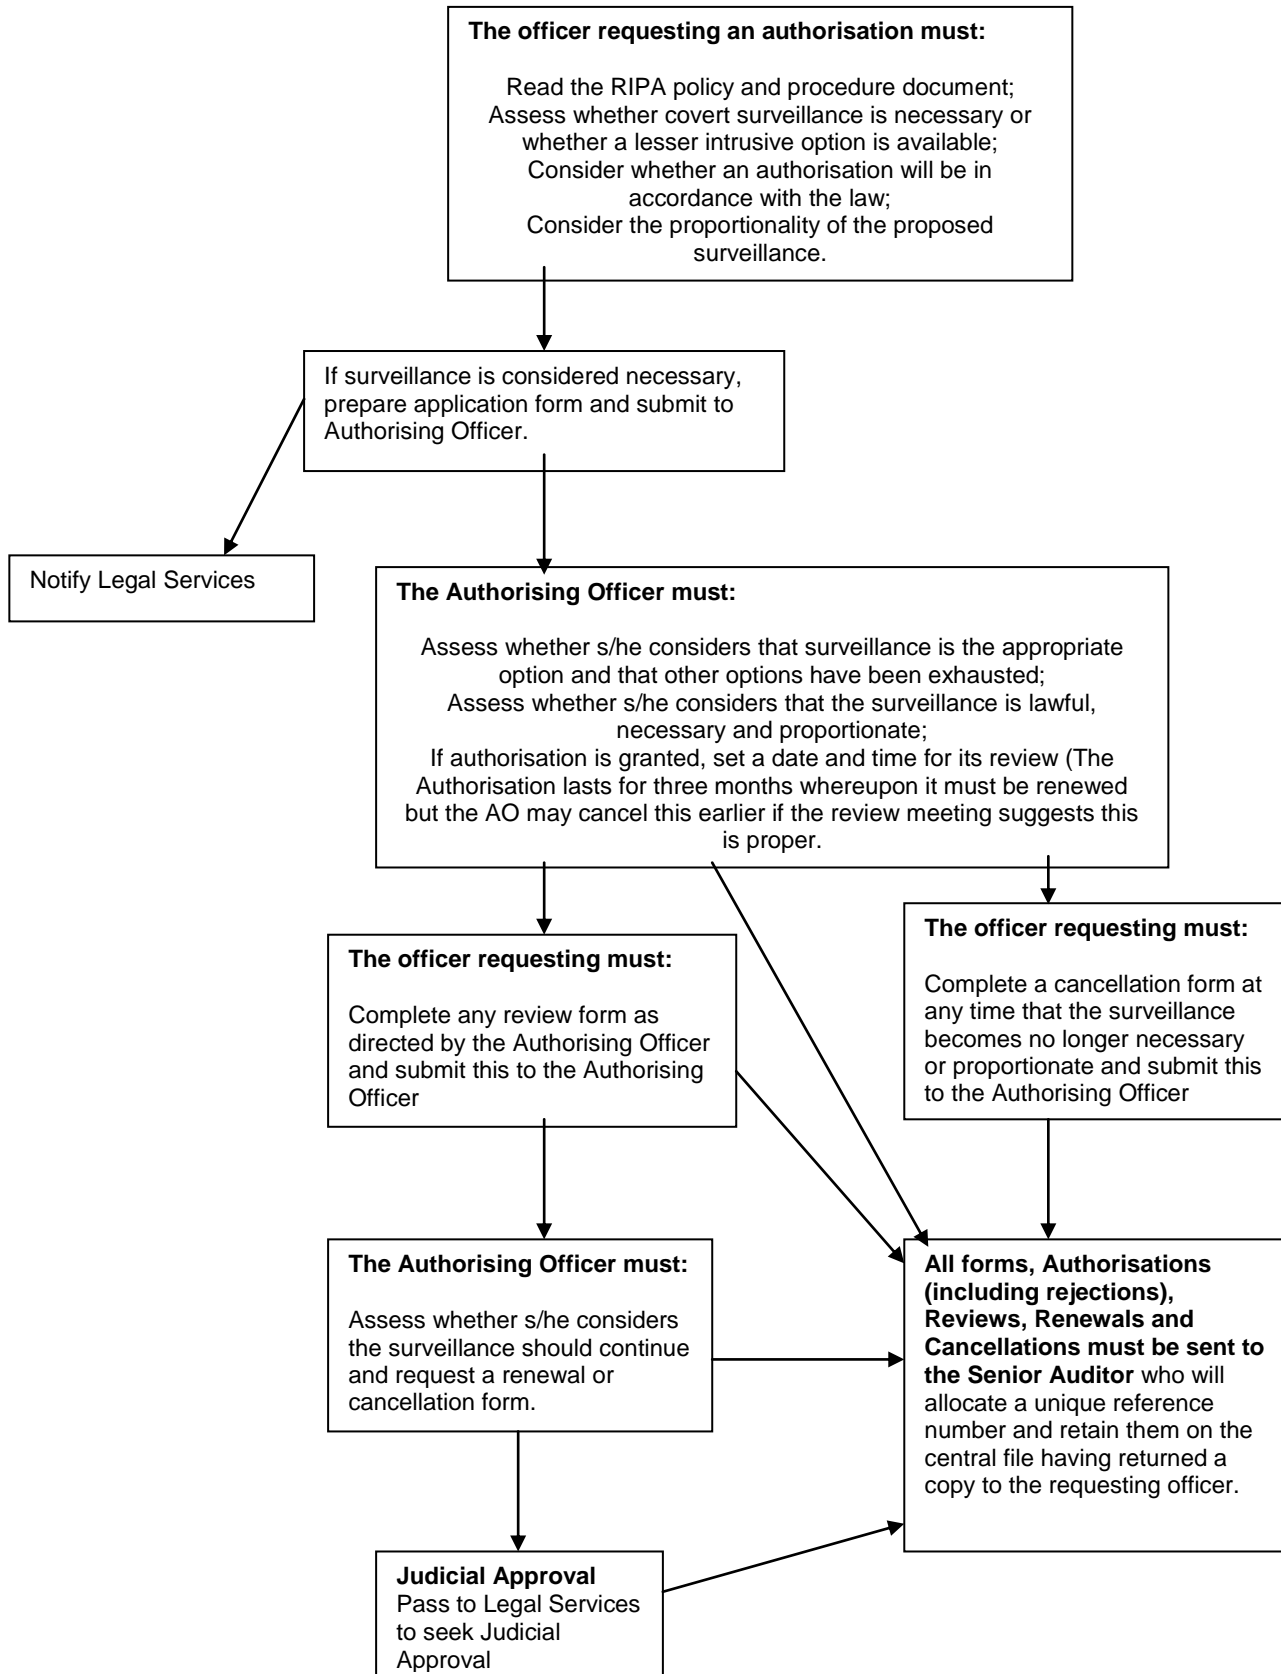 The officer requesting an authorisation must:
Read the RIPA policy and procedure document;
Assess whether covert surveillance is necessary or
whether a lesser intrusive option is available;
Consider whether an authorisation will be in
accordance with the law;
Consider the proportionality of the proposed
surveillance.
If surveillance is considered necessary,
prepare application form and submit to
Authorising Officer.
Notify Legal Services
The Authorising Officer must:
Assess whether s/he considers that surveillance is the appropriate
option and that other options have been exhausted;
Assess whether s/he considers that the surveillance is lawful,
necessary and proportionate;
If authorisation is granted, set a date and time for its review (The
Authorisation lasts for three months whereupon it must be renewed
but the AO may cancel this earlier if the review meeting suggests this
is proper.
The officer requesting must:
Complete any review form as
directed by the Authorising Officer
and submit this to the Authorising
Officer
The officer requesting must:
Complete a cancellation form at
any time that the surveillance
becomes no longer necessary
or proportionate and submit this
to the Authorising Officer
The Authorising Officer must:
Assess whether s/he considers
the surveillance should continue
and request a renewal or
cancellation form.
All forms, Authorisations
(including rejections),
Reviews, Renewals and
Cancellations must be sent to
the Senior Auditor who will
allocate a unique reference
number and retain them on the
central file having returned a
copy to the requesting officer.
Judicial Approval
Pass to Legal Services
to seek Judicial
Approval